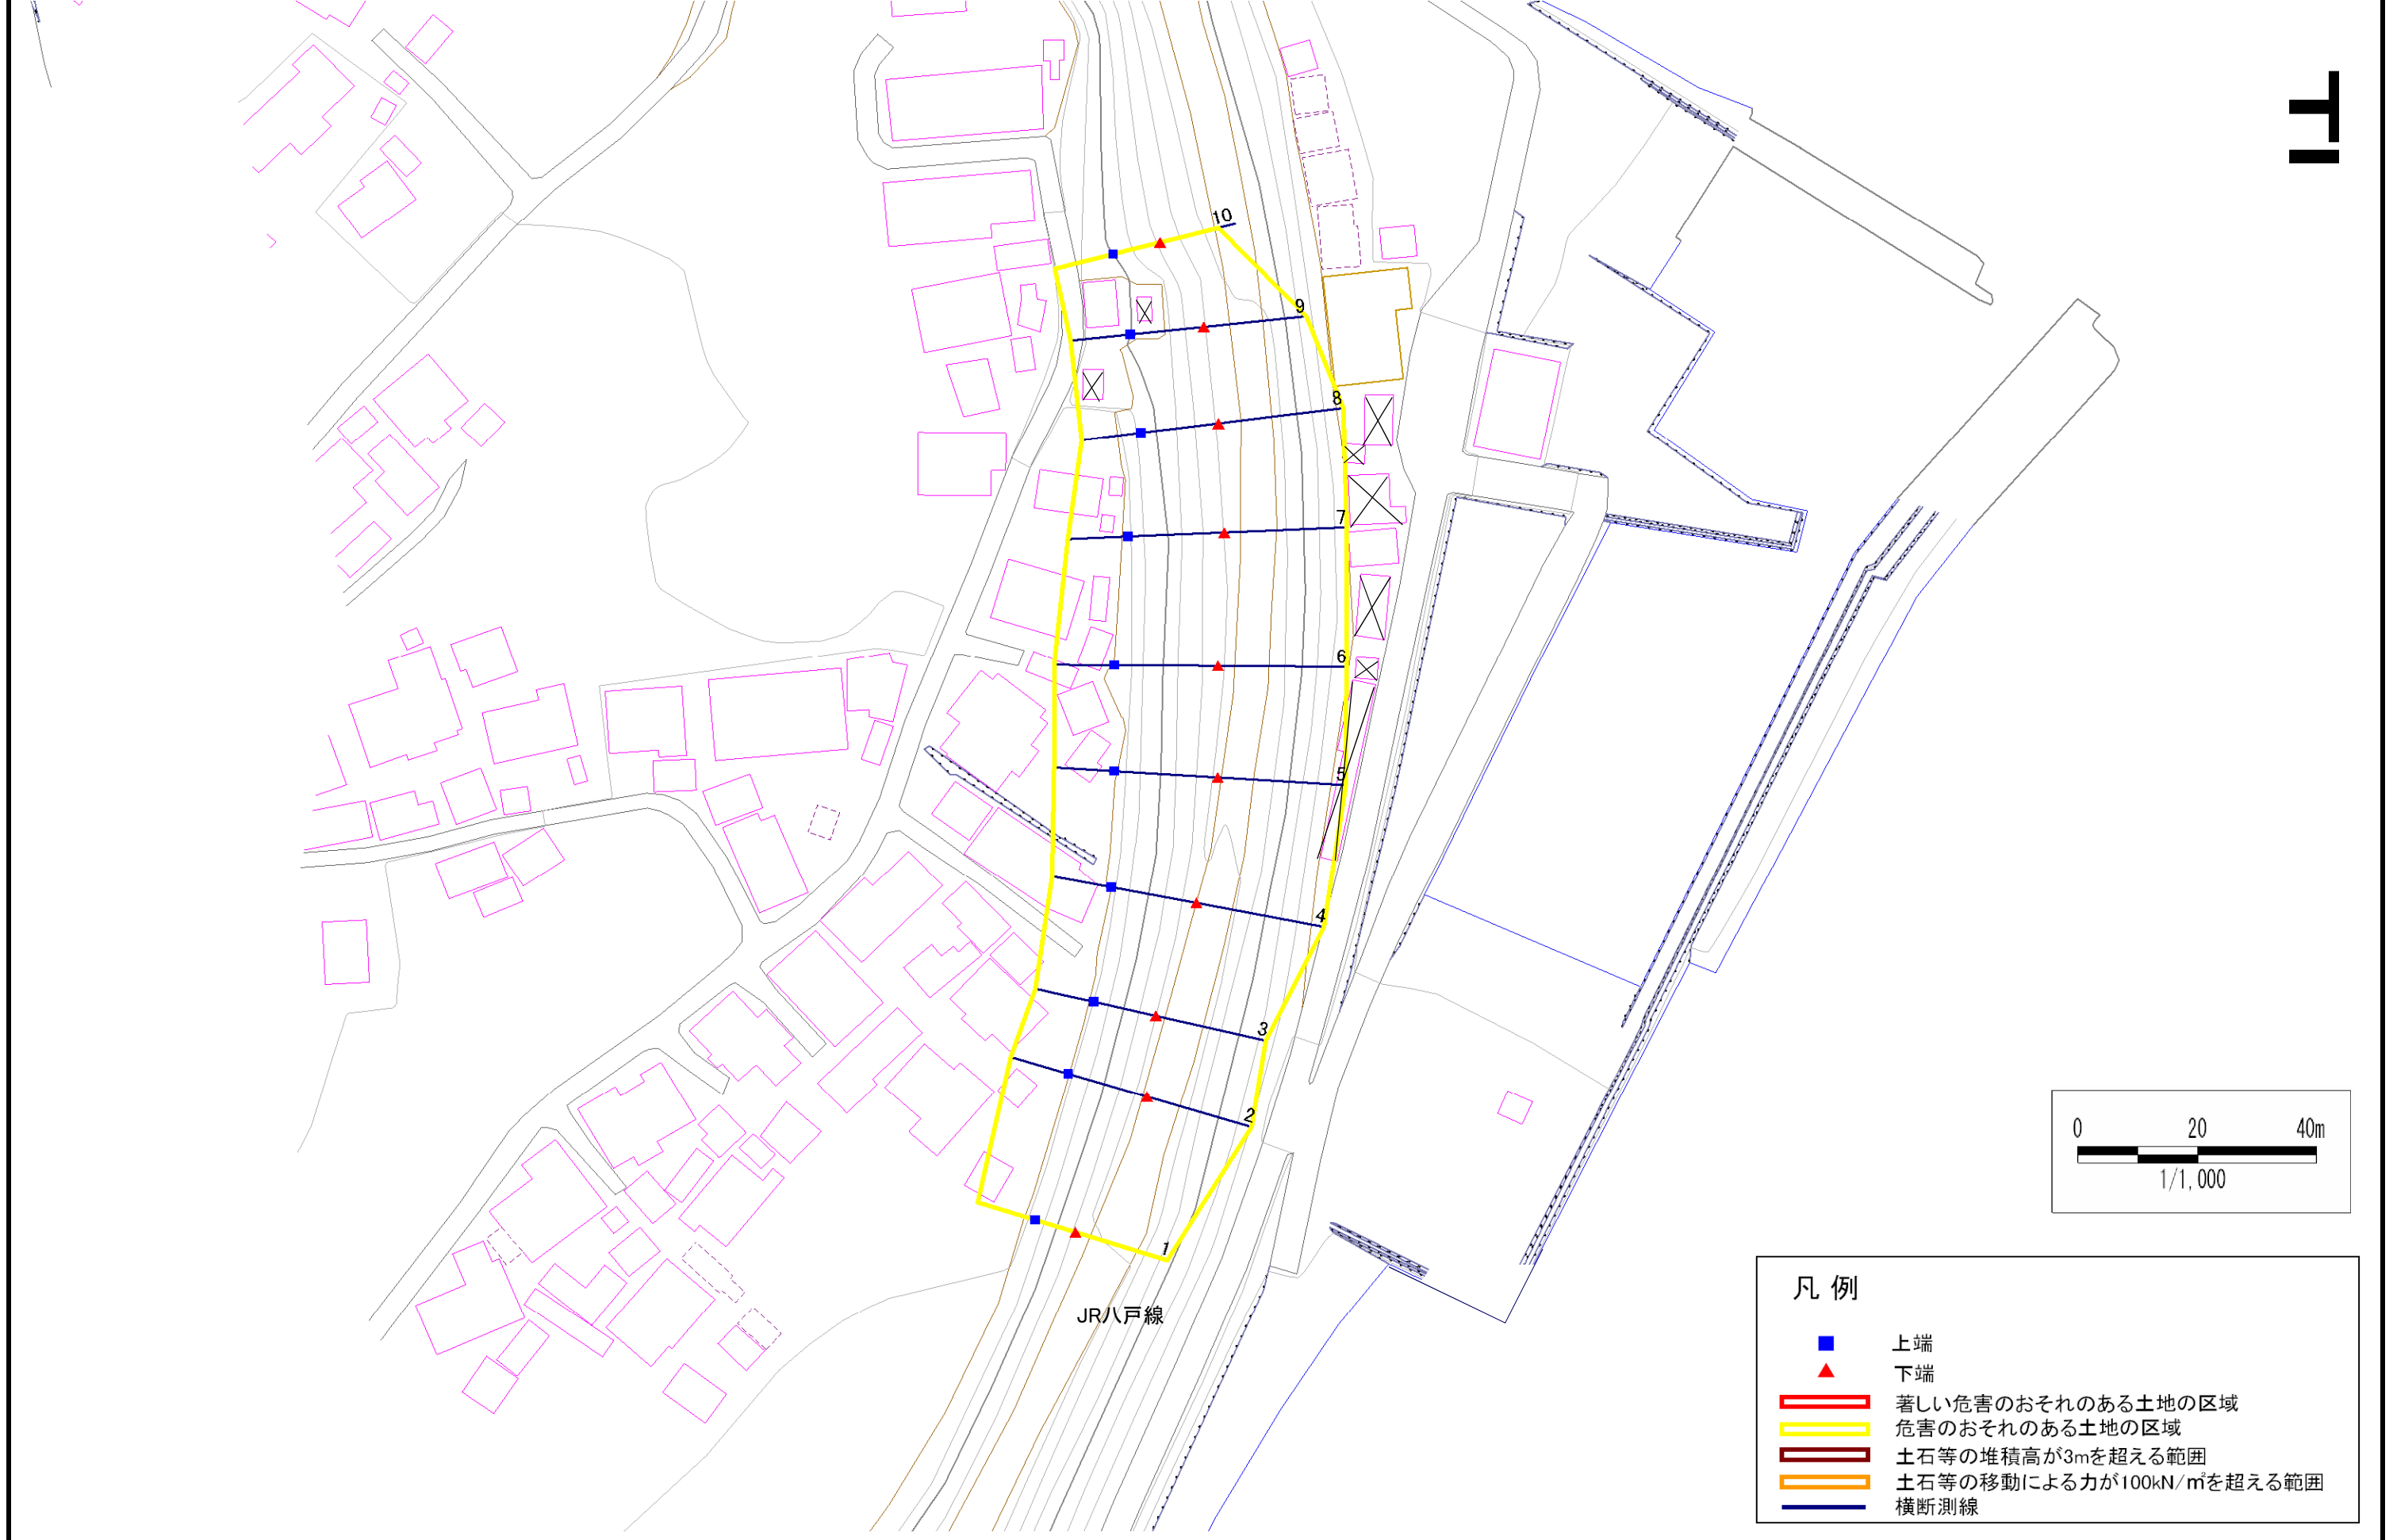 10
9
8
7
6
5
4
3
2
1
JR八戸線
0 20 40m
1/1,000
凡 例
上端
下端
著しい危害のおそれのある土地の区域
危害のおそれのある土地の区域
土石等の堆積高が3mを超える範囲
土石等の移動による力が100kN/㎡を超える範囲
横断測線